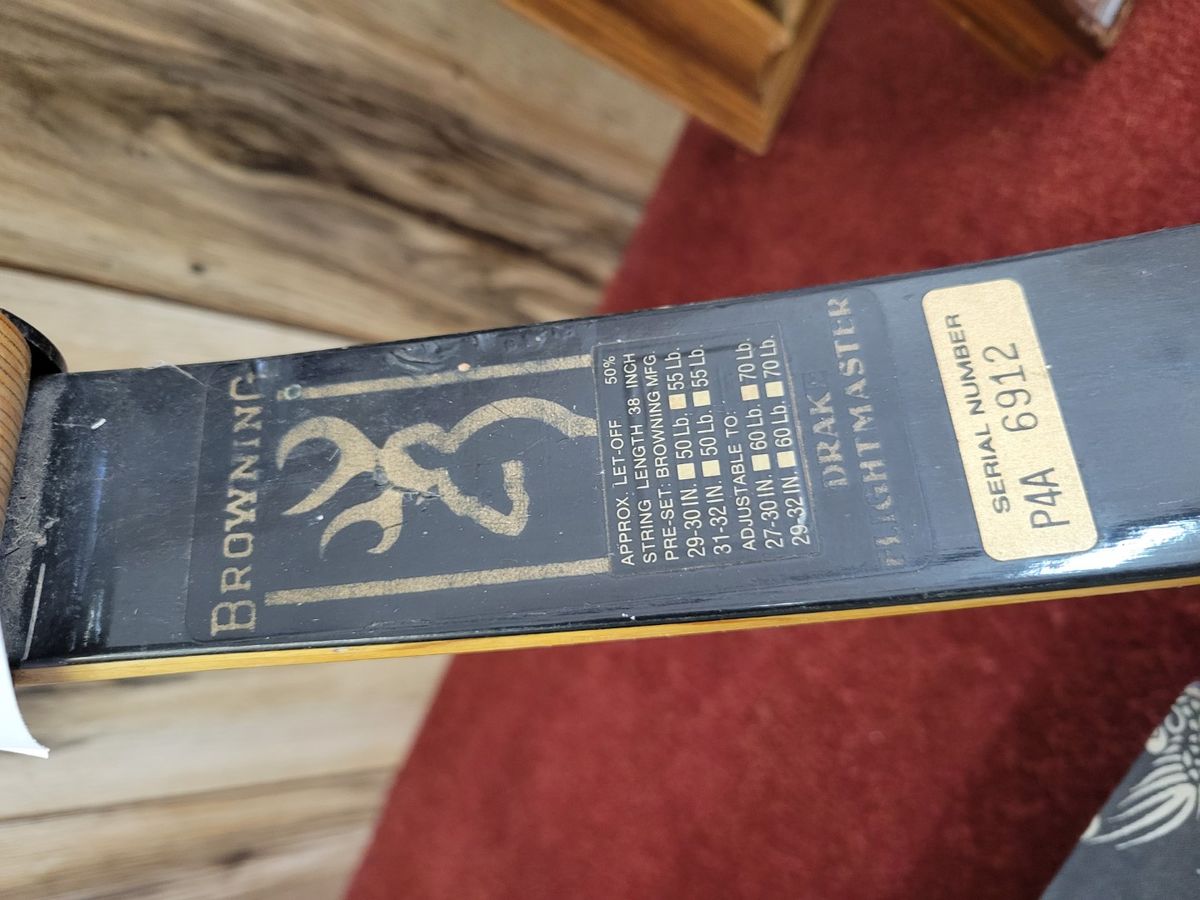 BROWNING
APPROX. LET-OFF 50%
STRING LENGTH 38 INCH
PRE-SET: BROWNING MFG.
29-30 IN. 50 Lb. 55 Lb.
31-32 IN. 50 Lb. 55 Lb.
ADJUSTABLE TO:
27-30 IN. 60 Lb. 70 Lb.
29-32 IN. 60 Lb. 70 Lb.
DRAKE
FLIGHTMASTER
SERIAL NUMBER
P4A 6912